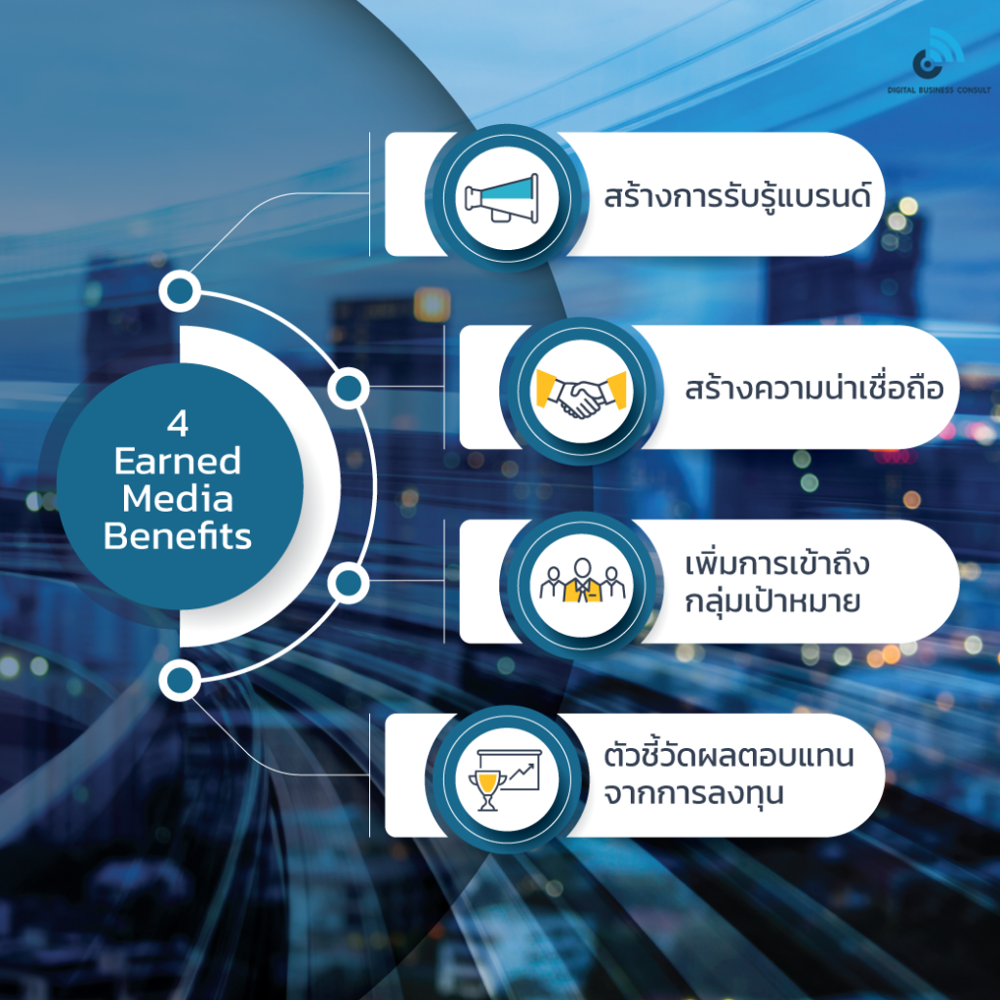 DIGITAL BUSINESS CONSULT
4
Earned
Media
Benefits
สร้างการรับรู้แบรนด์
สร้างความน่าเชื่อถือ
เพิ่มการเข้าถึง
กลุ่มเป้าหมาย
ตัวชี้วัดผลตอบแทน
จากการลงทุน